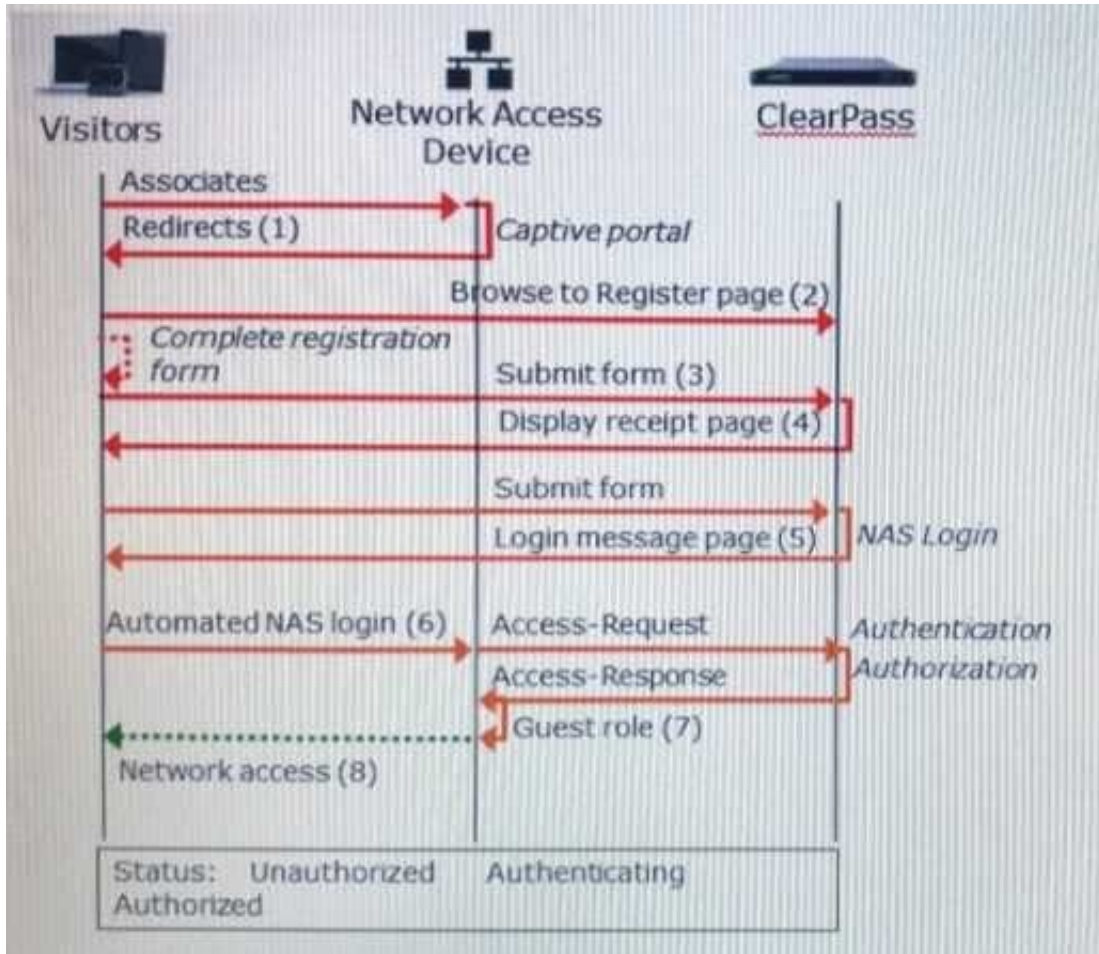 Visitors
Network Access
Device
ClearPass
Associates
Redirects (1)
Captive portal
Browse to Register page (2)
Complete registration
form
Submit form (3)
Display receipt page (4)
Submit form
Login message page (5)
NAS Login
Automated NAS login (6)
Access-Request
Authentication
Access-Response
Authorization
Guest role (7)
Network access (8)
Status: Unauthorized Authenticating
Authorized